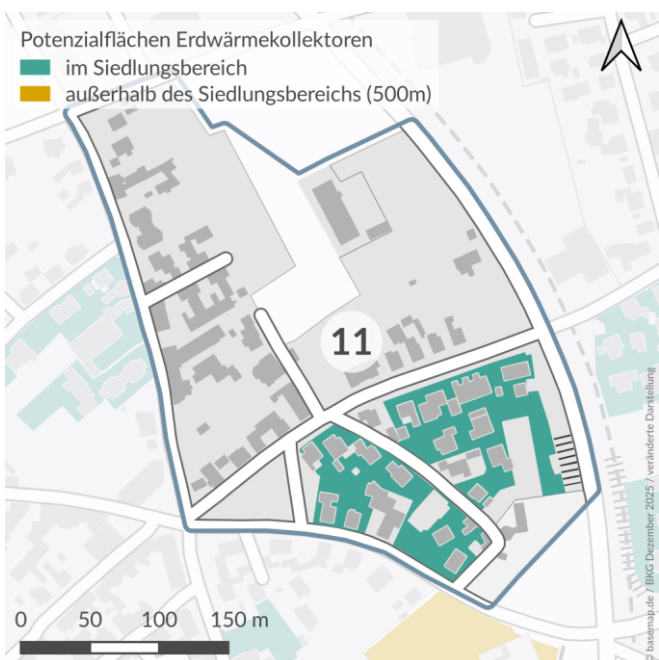 Potenzialflächen Erdwärmekollektoren
im Siedlungsbereich
außerhalb des Siedlungsbereichs (500m)
11
0 50 100 150 m
© basemap.de / BKG Dezember 2025 / veränderte Darstellung